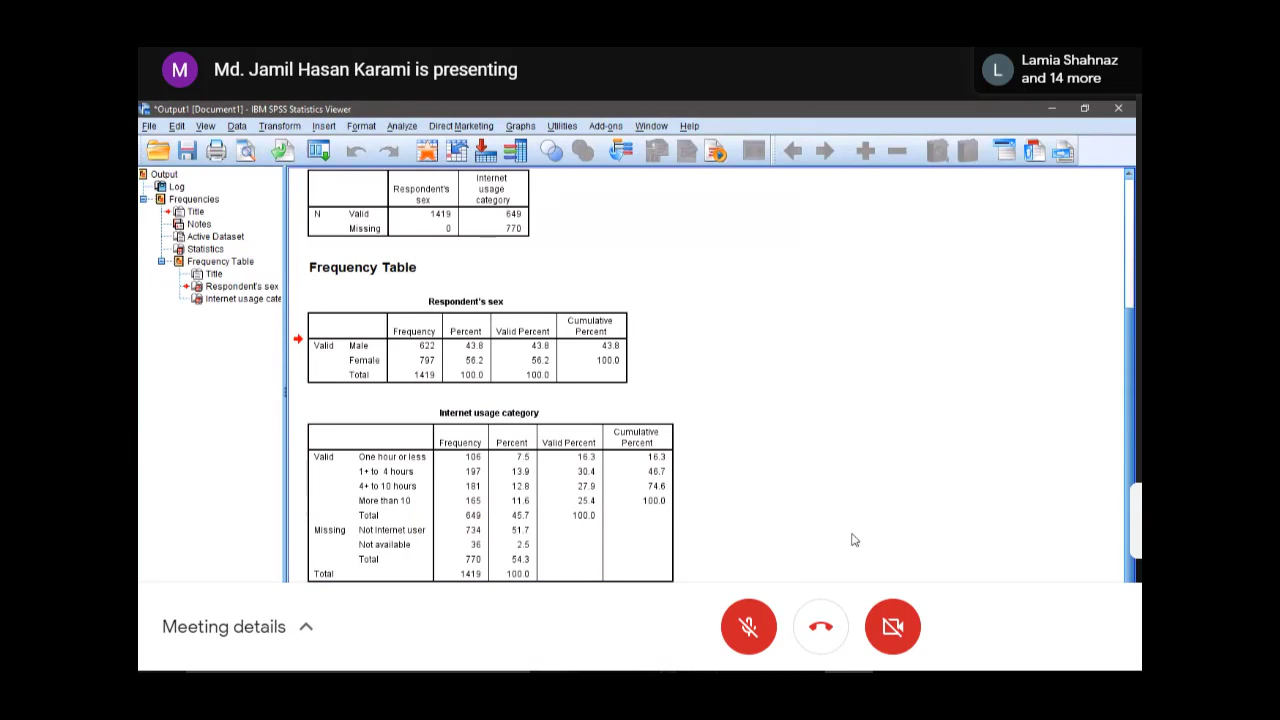 M Md. Jamil Hasan Karami is presenting
L Lamia Shahnaz
and 14 more
*Output1 [Document1] - IBM SPSS Statistics Viewer
File Edit View Data Transform Insert Format Analyze Direct Marketing Graphs Utilities Add-ons Window Help
Output
Log
Frequencies
Title
Notes
Active Dataset
Statistics
Frequency Table
Title
Respondent's sex
Internet usage cate
Respondent's sex Internet usage category
N Valid 1419 649
Missing 0 770
Frequency Table
Respondent's sex
Frequency Percent Valid Percent Cumulative Percent
Valid Male 622 43.8 43.8 43.8
Female 797 56.2 56.2 100.0
Total 1419 100.0 100.0
Internet usage category
Frequency Percent Valid Percent Cumulative Percent
Valid One hour or less 106 7.5 16.3 16.3
1+ to 4 hours 197 13.9 30.4 46.7
4+ to 10 hours 181 12.8 27.9 74.6
More than 10 165 11.6 25.4 100.0
Total 649 45.7 100.0
Missing Not Internet user 734 51.7
Not available 36 2.5
Total 770 54.3
Total 1419 100.0
Meeting details